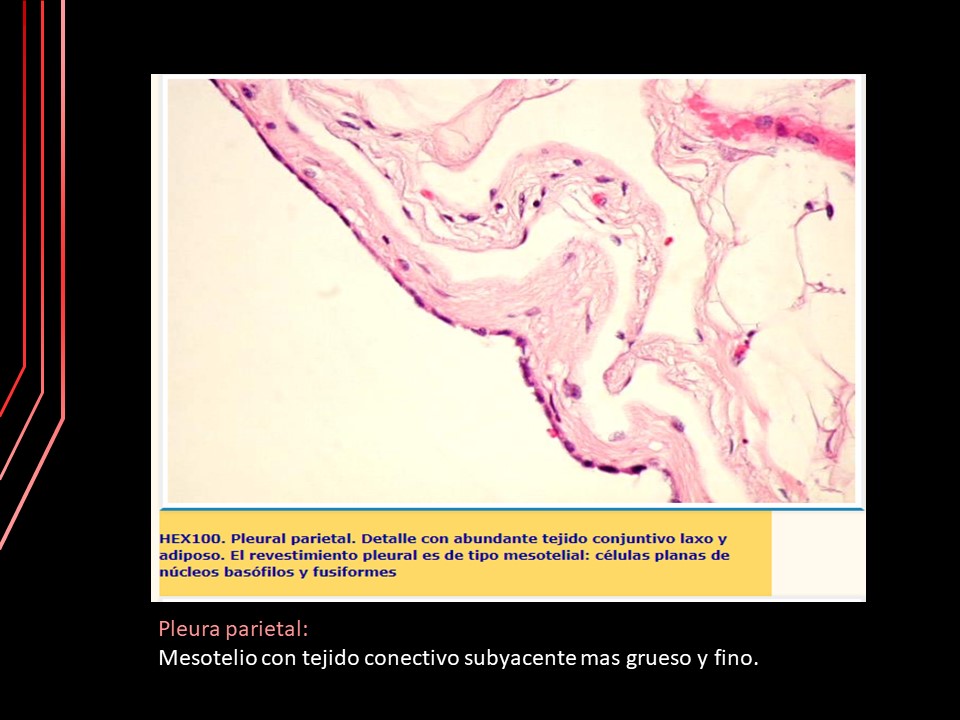 HEX100. Pleural parietal. Detalle con abundante tejido conjuntivo laxo y
adiposo. El revestimiento pleural es de tipo mesotelial: células planas de
núcleos basófilos y fusiformes
Pleura parietal:
Mesotelio con tejido conectivo subyacente mas grueso y fino.